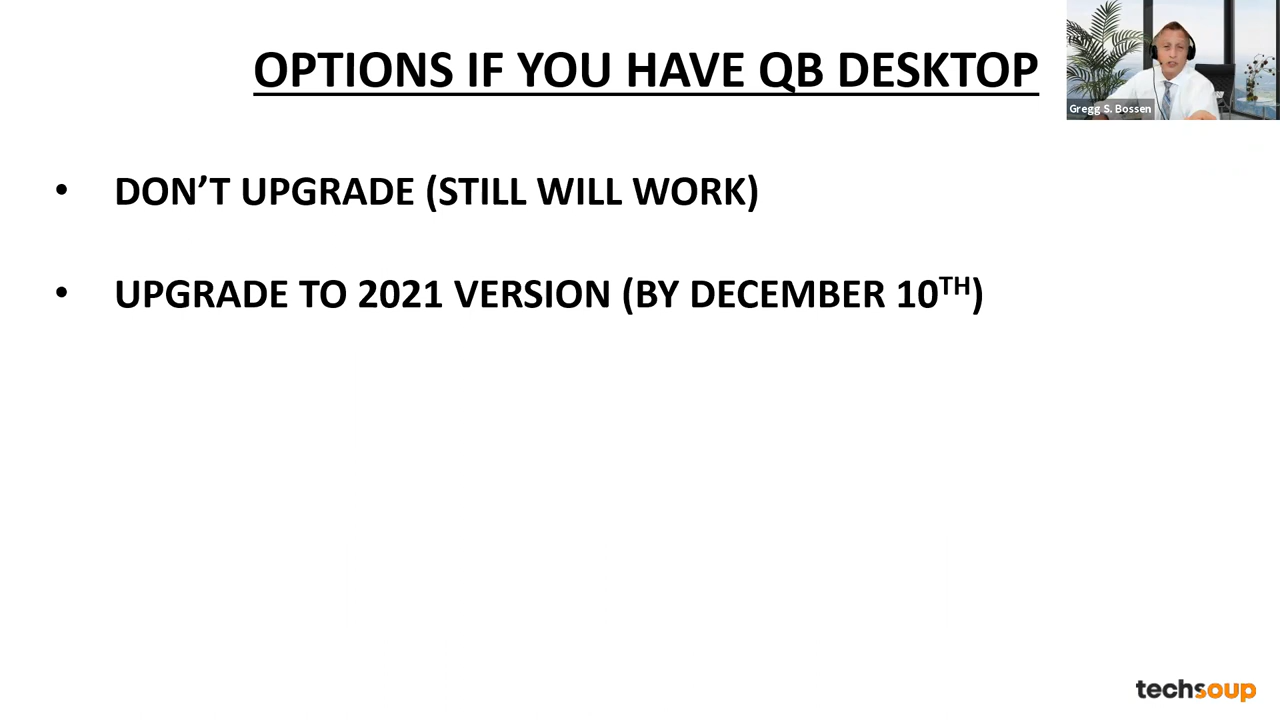 OPTIONS IF YOU HAVE QB DESKTOP
Gregg S. Bossen
• DON’T UPGRADE (STILL WILL WORK)
• UPGRADE TO 2021 VERSION (BY DECEMBER 10TH)
techsoup